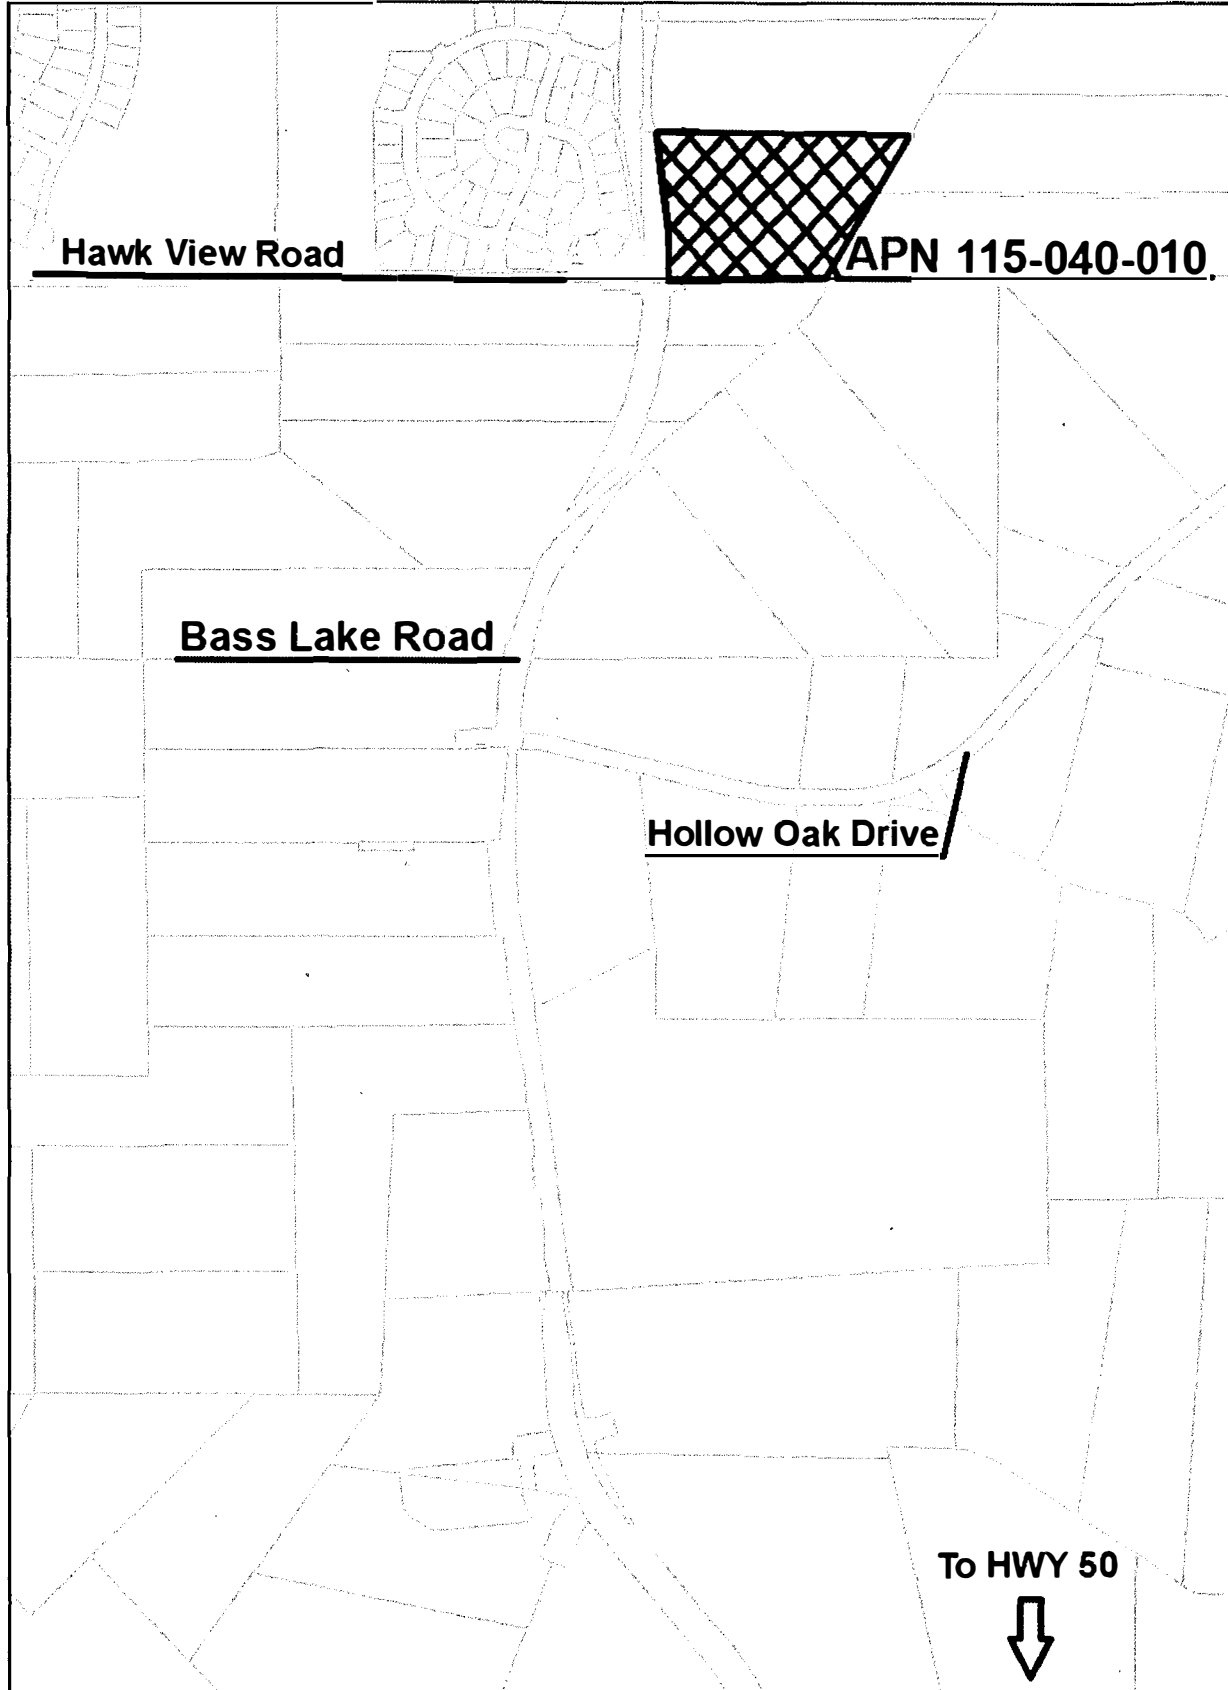 Hawk View Road
APN 115-040-010
Bass Lake Road
Hollow Oak Drive
To HWY 50